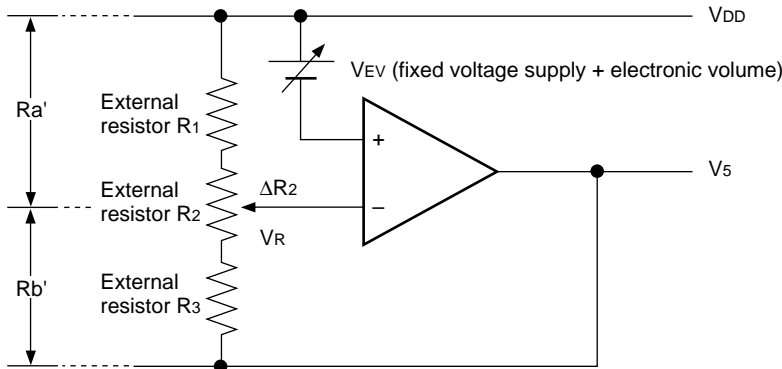 VDD
VEV (fixed voltage supply + electronic volume)
Ra'
External
resistor R1
+
V5
External
resistor R2
ΔR2
–
VR
Rb'
External
resistor R3